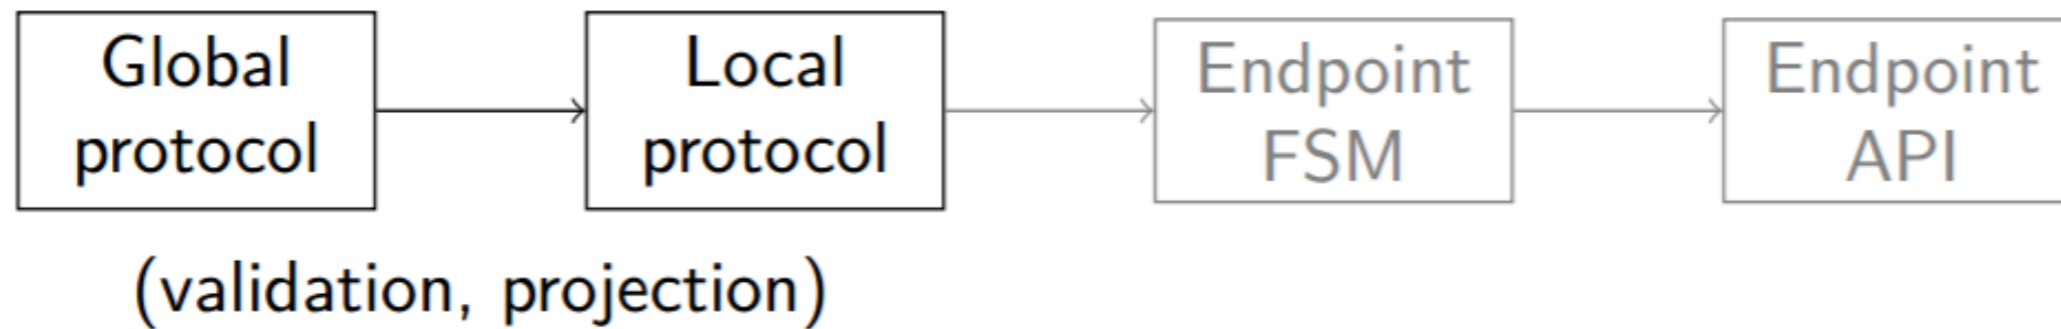 Global
protocol
Local
protocol
Endpoint
FSM
Endpoint
API
(validation, projection)